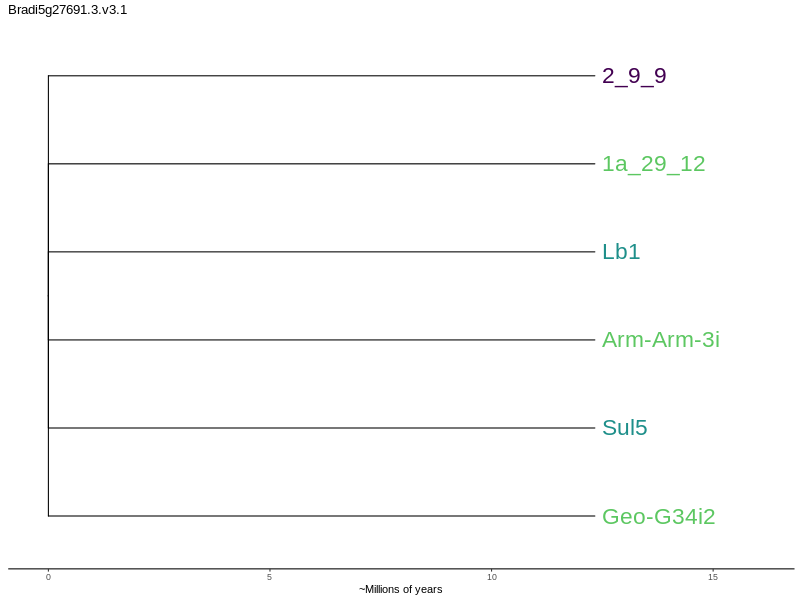 Bradi5g27691.3.v3.1
2_9_9
1a_29_12
Lb1
Arm-Arm-3i
Sul5
Geo-G34i2
0 5 10 15
~Millions of years